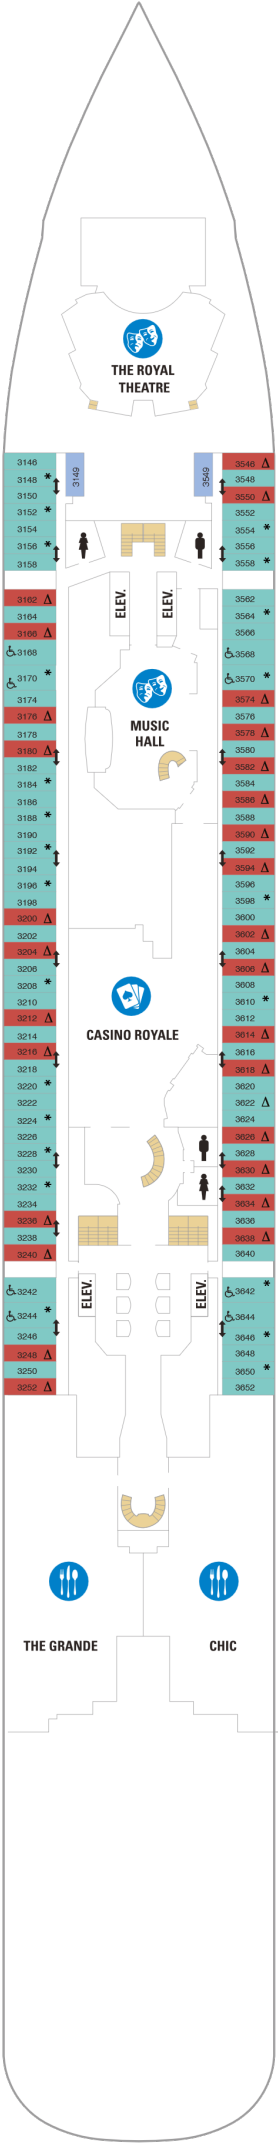 THE ROYAL
THEATRE
3146
3148 *
3150
3152 *
3154
3156 *
3158
3149
3549
3546 Δ
3548
3550 Δ
3552
3554 *
3556
3558 *
3162 Δ
3164
3166 Δ
3168
3170 *
3174
3176 Δ
3178
3180 Δ
3182
3184 *
3186
3188 *
3190
3192 *
3194
3196 *
3198
3200 Δ
3202
3204 Δ
3206
3208 *
3210
3212 Δ
3214
3216 Δ
3218
3220 *
3222
3224 *
3226
3228 *
3230
3232 *
3234
3236 Δ
3238
3240 Δ
ELEV.
ELEV.
MUSIC
HALL
CASINO ROYALE
3562
3564 *
3566
3568
3570 *
3574 Δ
3576
3578 Δ
3580
3582 Δ
3584
3586 Δ
3588
3590 Δ
3592
3594 Δ
3596
3598 *
3600
3602 Δ
3604
3606 Δ
3608
3610 *
3612
3614 Δ
3616
3618 Δ
3620
3622 Δ
3624
3626 Δ
3628
3630 Δ
3632
3634 Δ
3636
3638 Δ
3640
3242
3244 *
3246
3248 Δ
3250
3252 Δ
ELEV.
ELEV.
3642 *
3644
3646 *
3648
3650 *
3652
THE GRANDE
CHIC